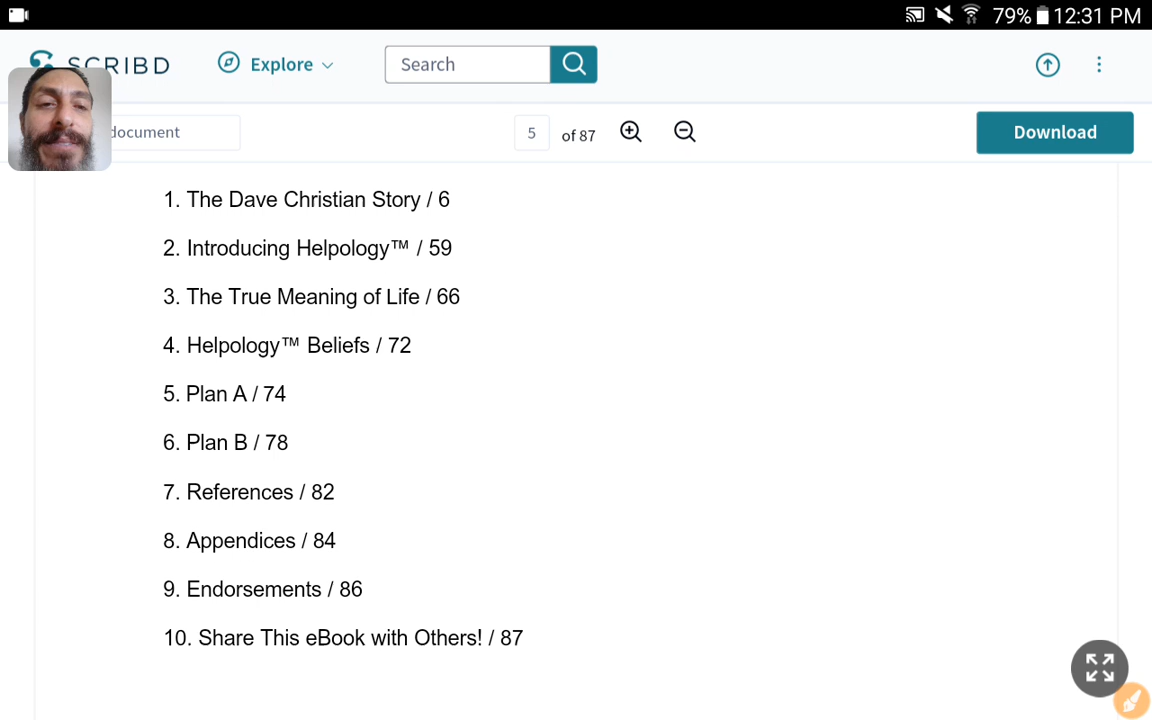 79% 12:31 PM
SCRIBD Explore Search
document 5 of 87 Download
1. The Dave Christian Story / 6
2. Introducing Helpology™ / 59
3. The True Meaning of Life / 66
4. Helpology™ Beliefs / 72
5. Plan A / 74
6. Plan B / 78
7. References / 82
8. Appendices / 84
9. Endorsements / 86
10. Share This eBook with Others! / 87